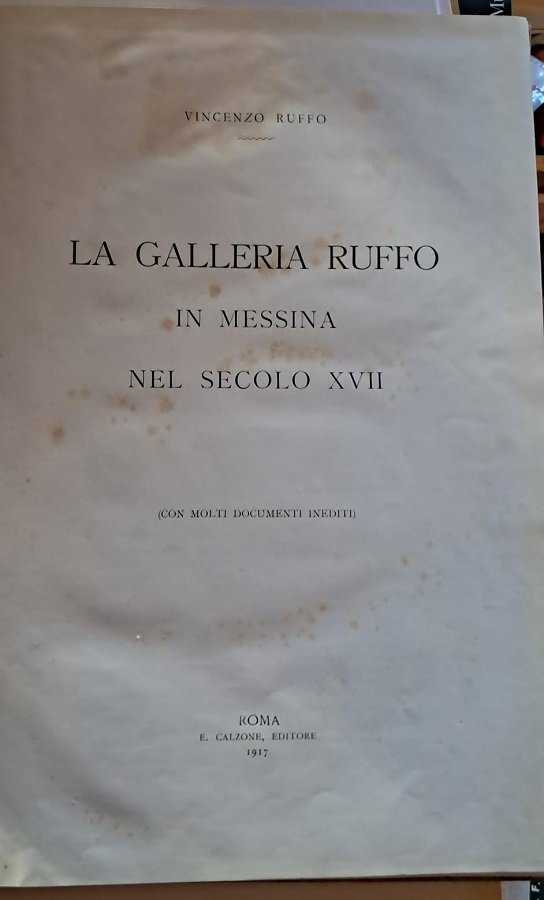 VINCENZO RUFFO
LA GALLERIA RUFFO
IN MESSINA
NEL SECOLO XVII
(CON MOLTI DOCUMENTI INEDITI)
ROMA
E. CALZONE, EDITORE
1917